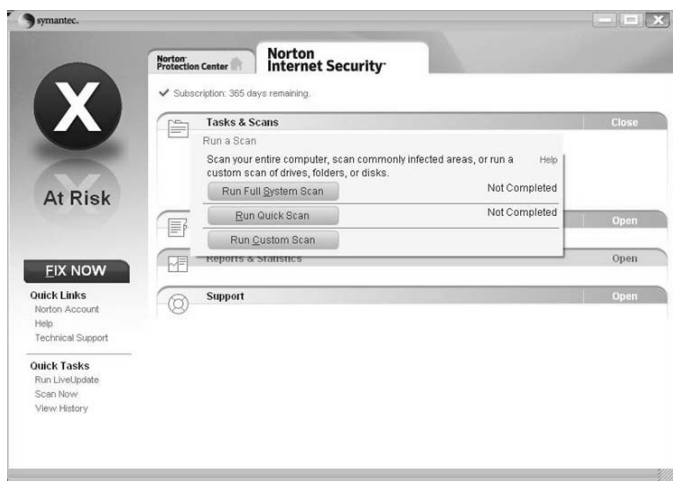 symantec.
Norton
Protection Center
Norton
Internet Security
Subscription: 365 days remaining.
X
At Risk
FIX NOW
Quick Links
Norton Account
Help
Technical Support
Quick Tasks
Run LiveUpdate
Scan Now
View History
Tasks & Scans
Close
Run a Scan
Scan your entire computer, scan commonly infected areas, or run a
custom scan of drives, folders, or disks.
Help
Run Full System Scan
Not Completed
Run Quick Scan
Not Completed
Run Custom Scan
Open
Reports & Statistics
Open
Support
Open